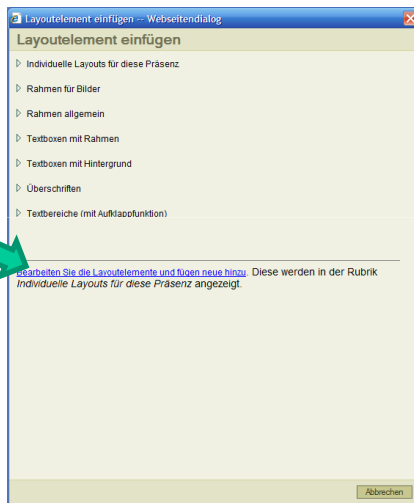 Layoutelement einfügen -- Webseitendialog
Layoutelement einfügen
Individuelle Layouts für diese Präsenz
Rahmen für Bilder
Rahmen allgemein
Textboxen mit Rahmen
Textboxen mit Hintergrund
Überschriften
Textbereiche (mit Aufklappfunktion)
Bearbeiten Sie die Layoutelemente und fügen neue hinzu. Diese werden in der Rubrik
Individuelle Layouts für diese Präsenz angezeigt.
Abbrechen